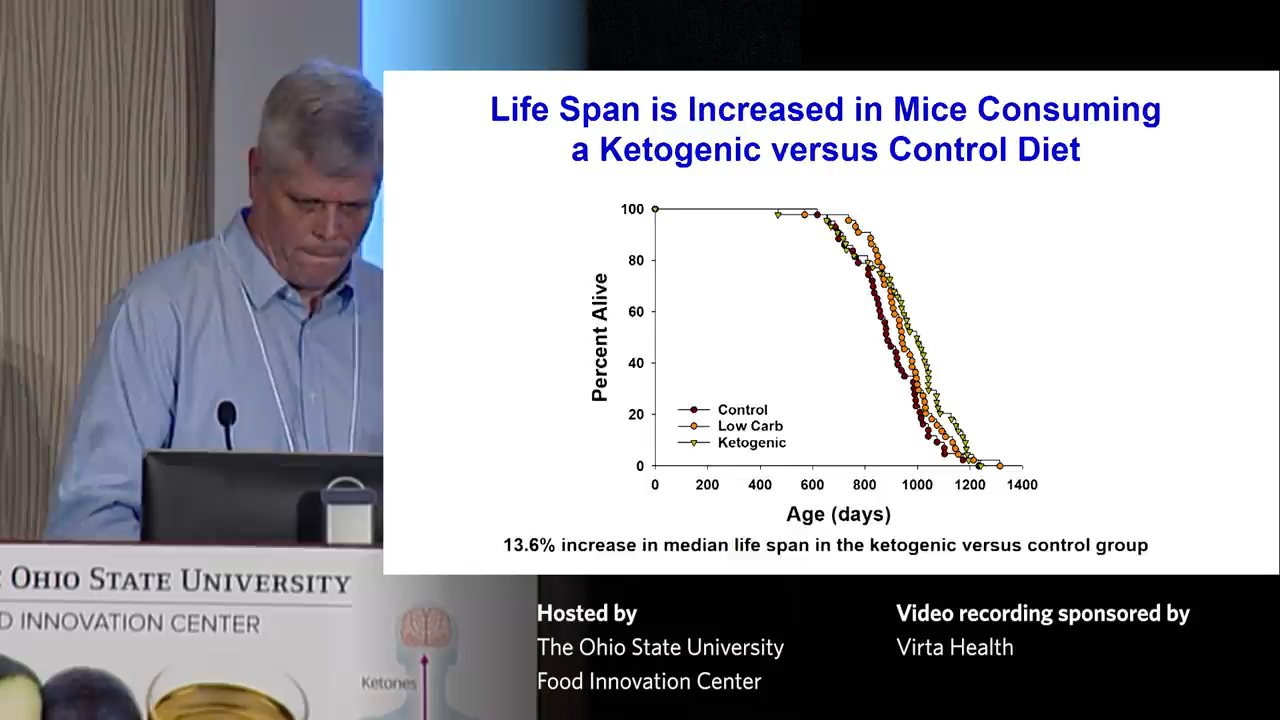 Life Span is Increased in Mice Consuming
a Ketogenic versus Control Diet
Percent Alive
100
80
60
40
20
0
Control
Low Carb
Ketogenic
0 200 400 600 800 1000 1200 1400
Age (days)
13.6% increase in median life span in the ketogenic versus control group
OHIO STATE UNIVERSITY
D INNOVATION CENTER
Ketones
Hosted by
The Ohio State University
Food Innovation Center
Video recording sponsored by
Virta Health